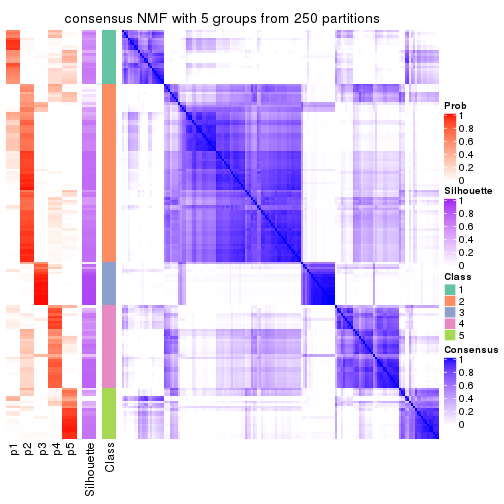 consensus NMF with 5 groups from 250 partitions
Prob
1
0.8
0.6
0.4
0.2
0
Silhouette
1
0.8
0.6
0.4
0.2
0
Class
1
2
3
4
5
Consensus
1
0.8
0.6
0.4
0.2
0
p1
p2
p3
p4
p5
Silhouette
Class